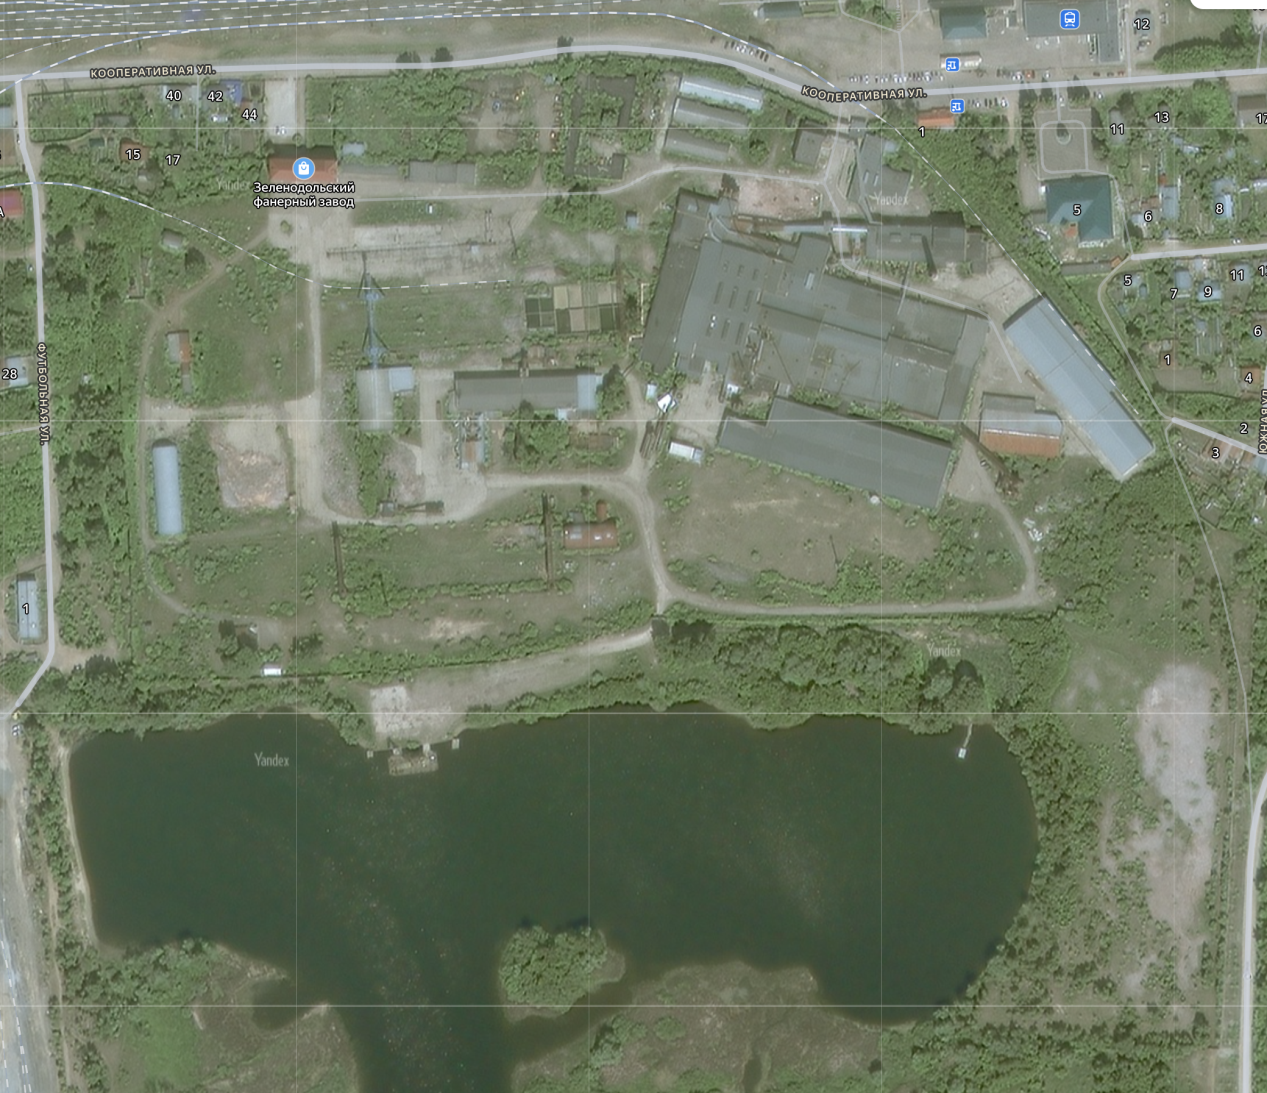 12
КООПЕРАТИВНАЯ УЛ.
КООПЕРАТИВНАЯ УЛ.
40
42
44
1
11
13
15
17
Зеленодольский
фанерный завод
Yandex
Yandex
5
6
8
5
7
9
11
6
1
4
28
ФУТБОЛЬНАЯ УЛ.
2
3
1
Yandex
Yandex